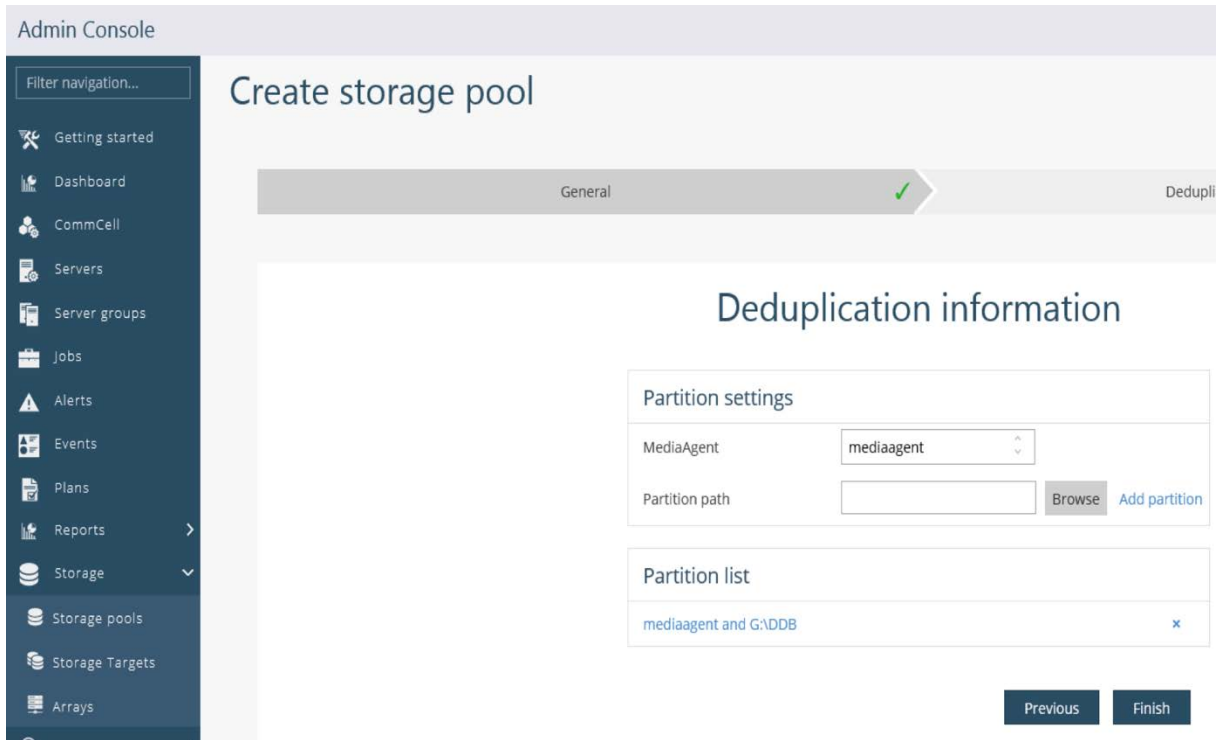 Admin Console
Filter navigation...
Getting started
Dashboard
CommCell
Servers
Server groups
Jobs
Alerts
Events
Plans
Reports
Storage
Storage pools
Storage Targets
Arrays
Create storage pool
General
Dedupli
Deduplication information
Partition settings
MediaAgent mediaagent
Partition path Browse Add partition
Partition list
mediaagent and G:\DDB ×
Previous Finish